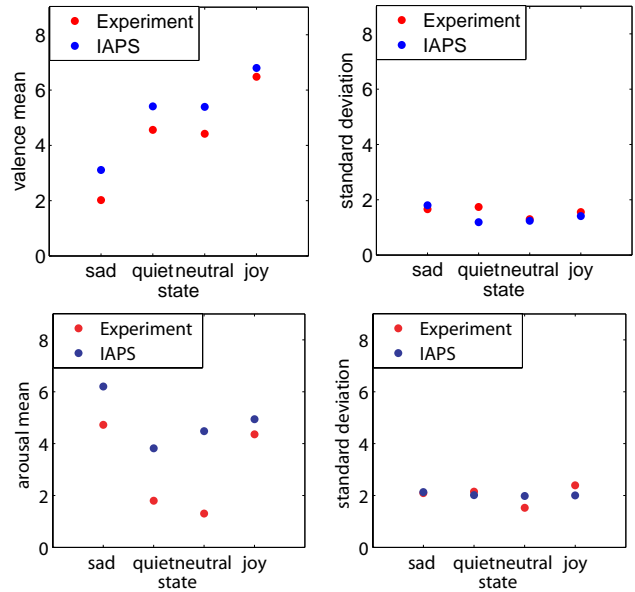 Experiment
IAPS
valence mean
8
6
4
2
0
sad quiet neutral joy
state
Experiment
IAPS
standard deviation
8
6
4
2
0
sad quiet neutral joy
state
Experiment
IAPS
arousal mean
8
6
4
2
0
sad quiet neutral joy
state
Experiment
IAPS
standard deviation
8
6
4
2
0
sad quiet neutral joy
state